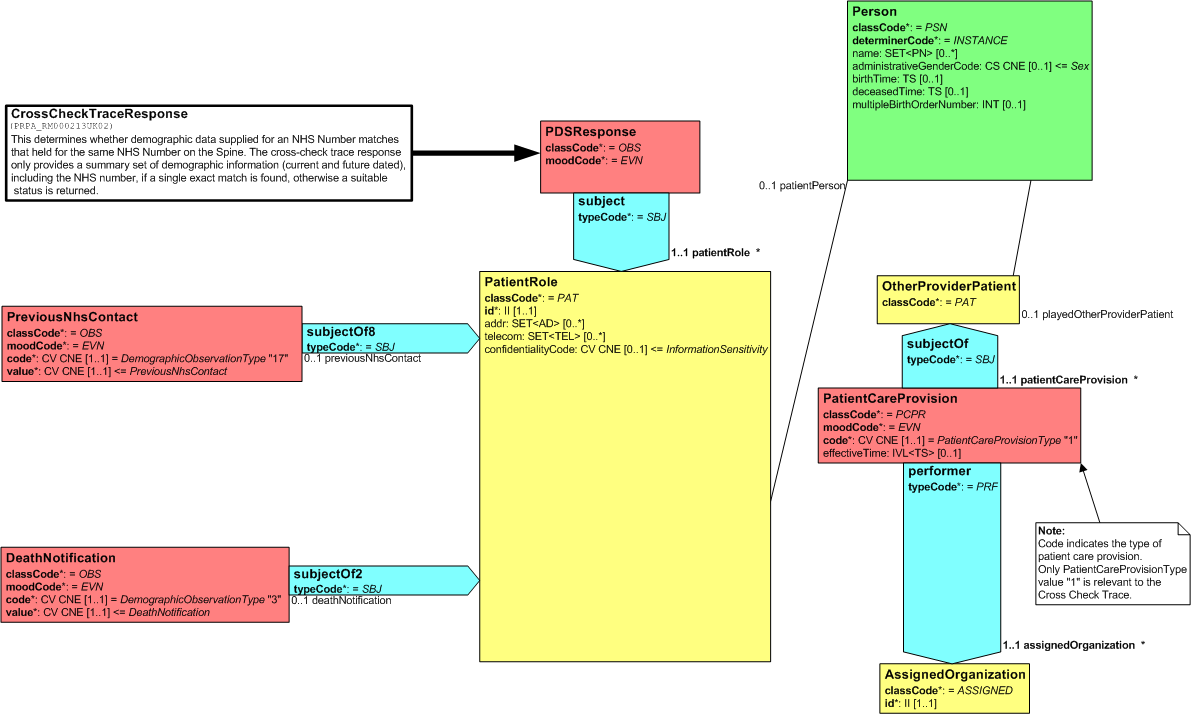 CrossCheckTraceResponse
(PRPA_RM000213UK02)
This determines whether demographic data supplied for an NHS Number matches
that held for the same NHS Number on the Spine. The cross-check trace response
only provides a summary set of demographic information (current and future dated),
including the NHS number, if a single exact match is found, otherwise a suitable
status is returned.
PDSResponse
classCode*: = OBS
moodCode*: = EVN
subject
typeCode*: = SBJ
1..1 patientRole *
Person
classCode*: = PSN
determinerCode*: = INSTANCE
name: SET<PN> [0..*]
administrativeGenderCode: CS CNE [0..1] <= Sex
birthTime: TS [0..1]
deceasedTime: TS [0..1]
multipleBirthOrderNumber: INT [0..1]
0..1 patientPerson
PatientRole
classCode*: = PAT
id*: II [1..1]
addr: SET<AD> [0..*]
telecom: SET<TEL> [0..*]
confidentialityCode: CV CNE [0..1] <= InformationSensitivity
PreviousNhsContact
classCode*: = OBS
moodCode*: = EVN
code*: CV CNE [1..1] = DemographicObservationType "17"
value*: CV CNE [1..1] <= PreviousNhsContact
subjectOf8
typeCode*: = SBJ
0..1 previousNhsContact
DeathNotification
classCode*: = OBS
moodCode*: = EVN
code*: CV CNE [1..1] = DemographicObservationType "3"
value*: CV CNE [1..1] <= DeathNotification
subjectOf2
typeCode*: = SBJ
0..1 deathNotification
OtherProviderPatient
classCode*: = PAT
0..1 playedOtherProviderPatient
subjectOf
typeCode*: = SBJ
1..1 patientCareProvision *
PatientCareProvision
classCode*: = PCPR
moodCode*: = EVN
code*: CV CNE [1..1] = PatientCareProvisionType "1"
effectiveTime: IVL<TS> [0..1]
performer
typeCode*: = PRF
Note:
Code indicates the type of
patient care provision.
Only PatientCareProvisionType
value "1" is relevant to the
Cross Check Trace.
1..1 assignedOrganization *
AssignedOrganization
classCode*: = ASSIGNED
id*: II [1..1]